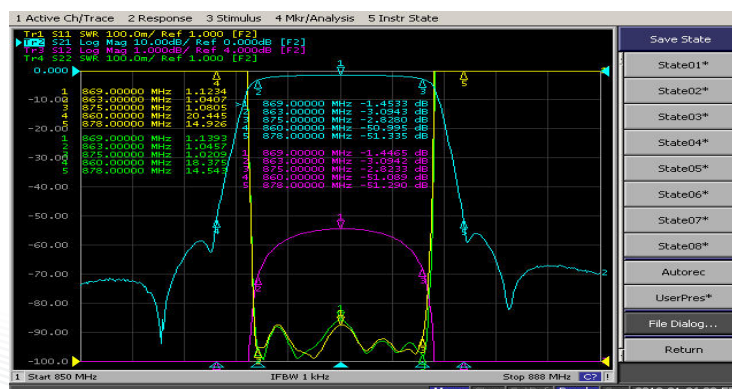 1 Active Ch/Trace 2 Response 3 Stimulus 4 Mkr/Analysis 5 Instr State
Tr1 S11 SWR 100.0m/ Ref 1.000 [F2]
Tr2 S21 Log Mag 10.00dB/ Ref 0.000dB [F2]
Tr3 S12 Log Mag 1.000dB/ Ref 4.000dB [F2]
Tr4 S22 SWR 100.0m/ Ref 1.000 [F2]
0.000
-10.00
-20.00
-30.00
-40.00
-50.00
-60.00
-70.00
-80.00
-90.00
-100.0
1 869.00000 MHz 1.1234
2 863.00000 MHz 1.0407
3 875.00000 MHz 1.0805
4 860.00000 MHz 20.445
5 878.00000 MHz 14.926
1 869.00000 MHz 1.1393
2 863.00000 MHz 1.0457
3 875.00000 MHz 1.0209
4 860.00000 MHz 18.375
5 878.00000 MHz 14.543
869.00000 MHz -1.4533 dB
2 863.00000 MHz -3.0943 dB
3 875.00000 MHz -2.8280 dB
4 860.00000 MHz -50.995 dB
5 878.00000 MHz -51.335 dB
1 869.00000 MHz -1.4465 dB
2 863.00000 MHz -3.0942 dB
3 875.00000 MHz -2.8233 dB
4 860.00000 MHz -51.089 dB
5 878.00000 MHz -51.290 dB
1 Start 850 MHz IFBW 1 kHz Stop 888 MHz C? !
Save State
State01*
State02*
State03*
State04*
State05*
State06*
State07*
State08*
Autorec
UserPres*
File Dialog...
Return